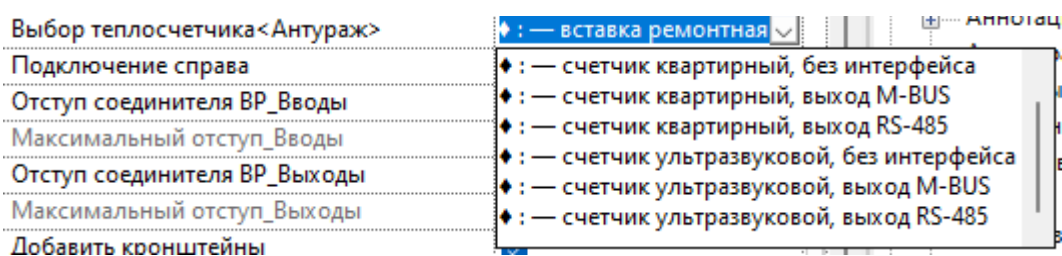 Выбор теплосчетчика<Антураж>
♦ : — вставка ремонтная
Подключение справа
Отступ соединителя ВР_Вводы
Максимальный отступ_Вводы
Отступ соединителя ВР_Выходы
Максимальный отступ_Выходы
Добавить кронштейны
♦ : — счетчик квартирный, без интерфейса
♦ : — счетчик квартирный, выход M-BUS
♦ : — счетчик квартирный, выход RS-485
♦ : — счетчик ультразвуковой, без интерфейса
♦ : — счетчик ультразвуковой, выход M-BUS
♦ : — счетчик ультразвуковой, выход RS-485
Аннотац